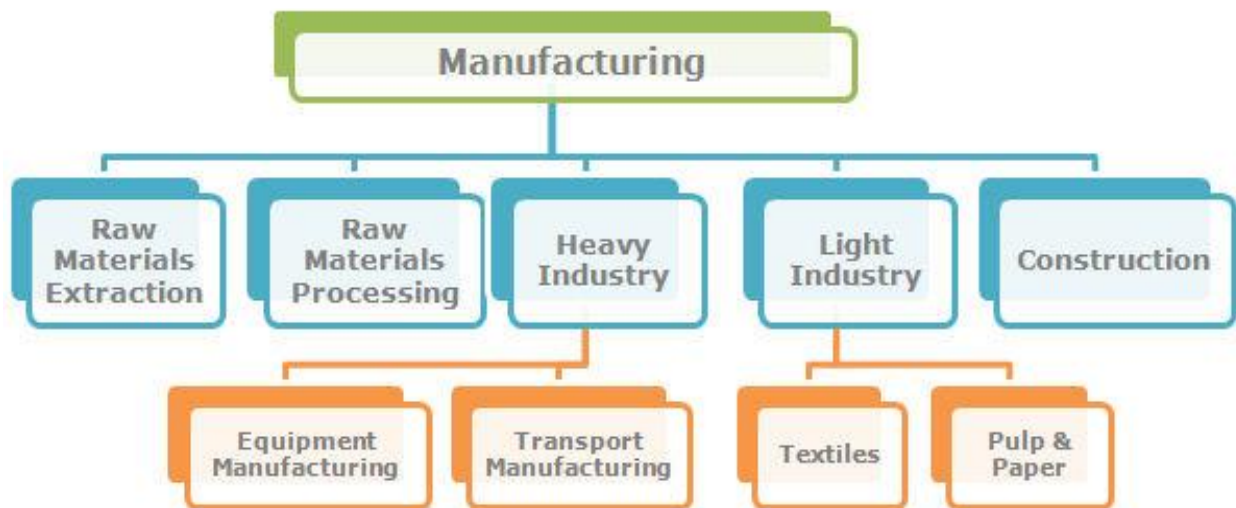 Manufacturing
Raw
Materials
Extraction
Raw
Materials
Processing
Heavy
Industry
Light
Industry
Construction
Equipment
Manufacturing
Transport
Manufacturing
Textiles
Pulp &
Paper